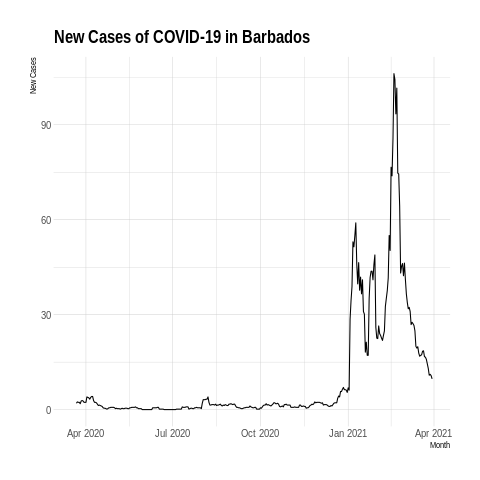 New Cases of COVID-19 in Barbados
New Cases
90
60
30
0
Apr 2020
Jul 2020
Oct 2020
Jan 2021
Apr 2021
Month